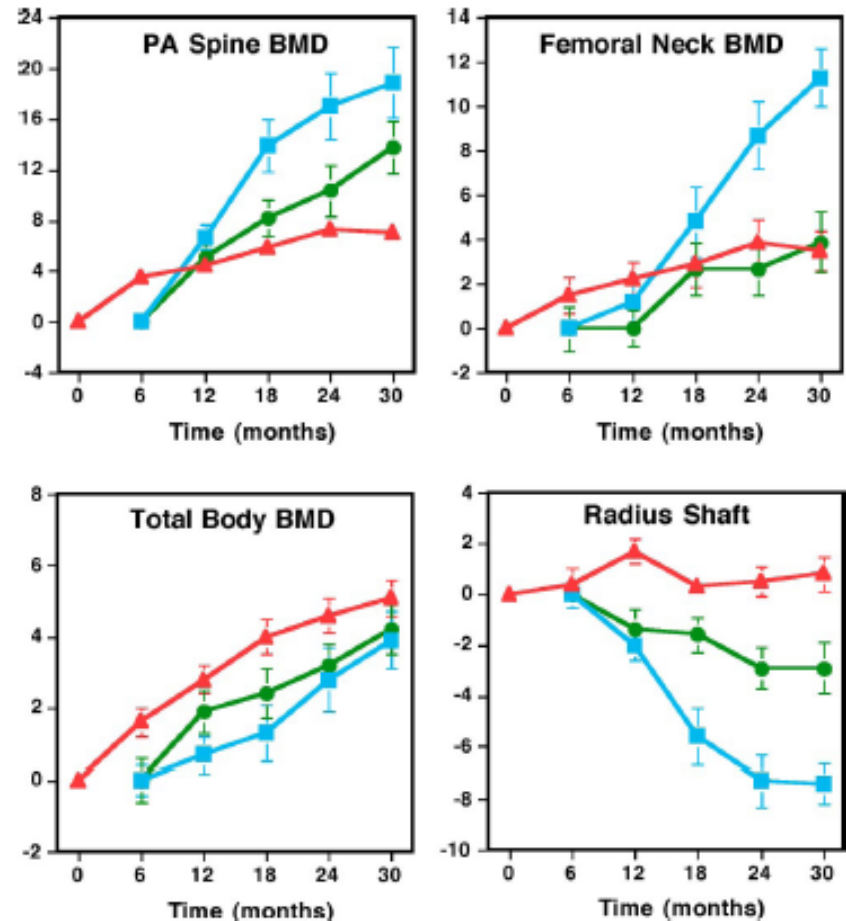 PA Spine BMD
24
20
16
12
8
4
0
-4
0 6 12 18 24 30
Time (months)
Femoral Neck BMD
14
12
10
8
6
4
2
0
-2
0 6 12 18 24 30
Time (months)
Total Body BMD
8
6
4
2
0
-2
0 6 12 18 24 30
Time (months)
Radius Shaft
4
2
0
-2
-4
-6
-8
-10
0 6 12 18 24 30
Time (months)